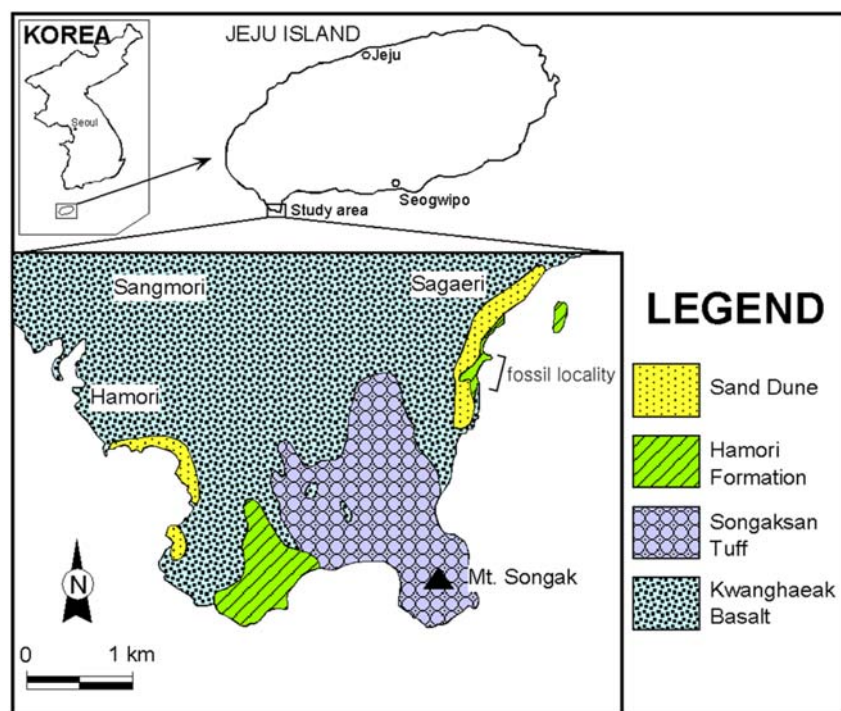 KOREA
JEJU ISLAND
Jeju
Seoul
Seogwipo
Study area
Sangmori
Sagaeri
fossil locality
Hamori
Mt. Songak
N
0 1 km
LEGEND
Sand Dune
Hamori
Formation
Songaksan
Tuff
Kwanghaeak
Basalt